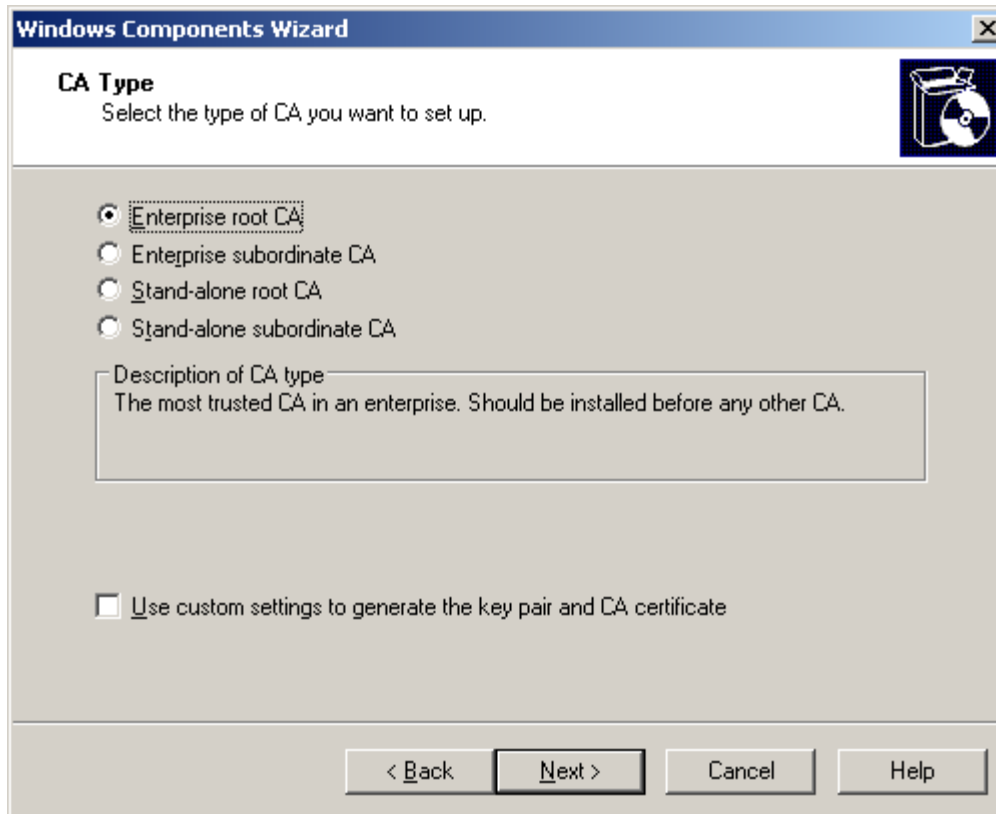 Windows Components Wizard
CA Type
Select the type of CA you want to set up.
Enterprise root CA
Enterprise subordinate CA
Stand-alone root CA
Stand-alone subordinate CA
Description of CA type
The most trusted CA in an enterprise. Should be installed before any other CA.
Use custom settings to generate the key pair and CA certificate
< Back Next > Cancel Help